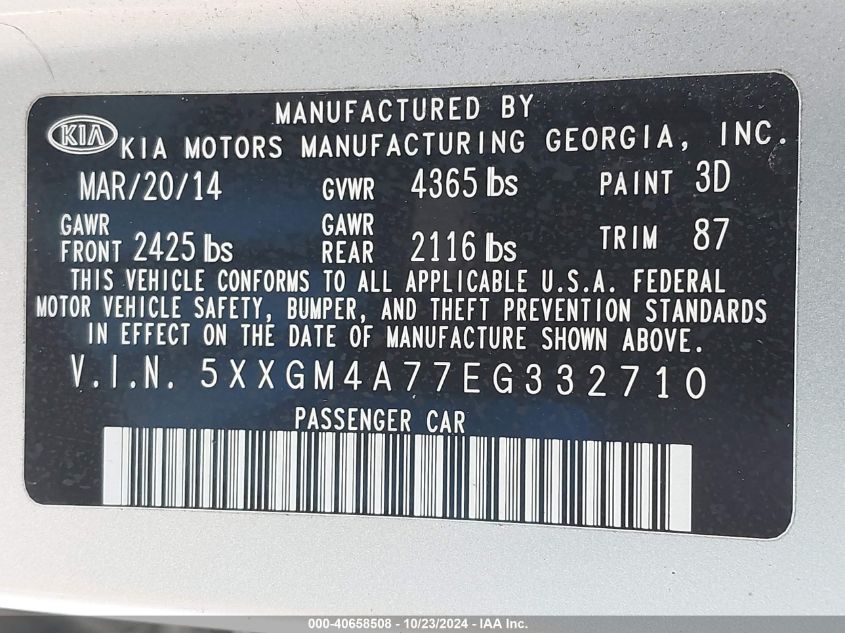 MANUFACTURED BY
KIA KIA MOTORS MANUFACTURING GEORGIA, INC.
MAR/20/14 GVWR 4365 lbs PAINT 3D
GAWR FRONT 2425 lbs GAWR REAR 2116 lbs TRIM 87
THIS VEHICLE CONFORMS TO ALL APPLICABLE U.S.A. FEDERAL
MOTOR VEHICLE SAFETY, BUMPER, AND THEFT PREVENTION STANDARDS
IN EFFECT ON THE DATE OF MANUFACTURE SHOWN ABOVE.
V.I.N. 5XXGM4A77EG332710
PASSENGER CAR
000-40658508 - 10/23/2024 - IAA Inc.